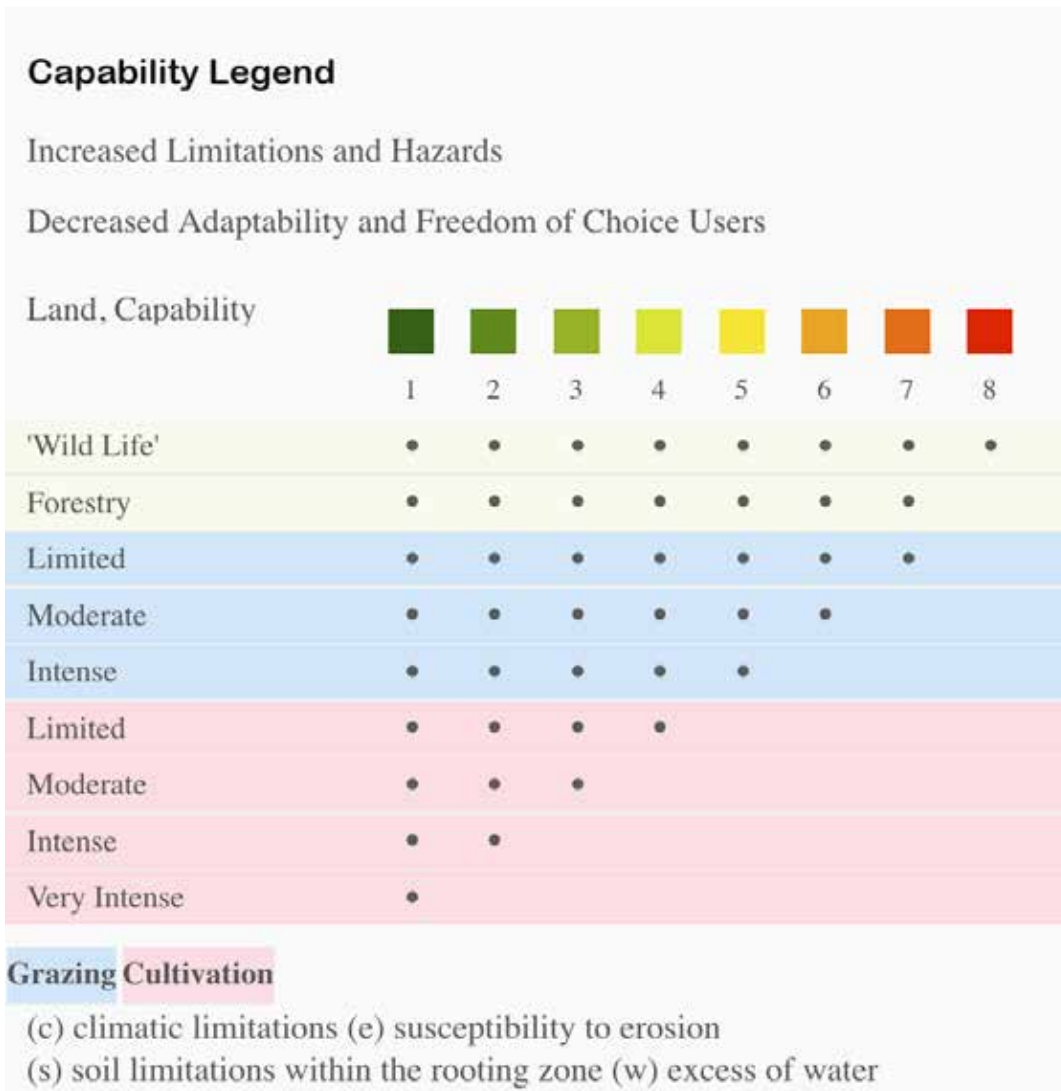 Capability Legend
Increased Limitations and Hazards
Decreased Adaptability and Freedom of Choice Users
Land, Capability
1 2 3 4 5 6 7 8
'Wild Life'
Forestry
Limited
Moderate
Intense
Limited
Moderate
Intense
Very Intense
Grazing Cultivation
(c) climatic limitations (e) susceptibility to erosion
(s) soil limitations within the rooting zone (w) excess of water